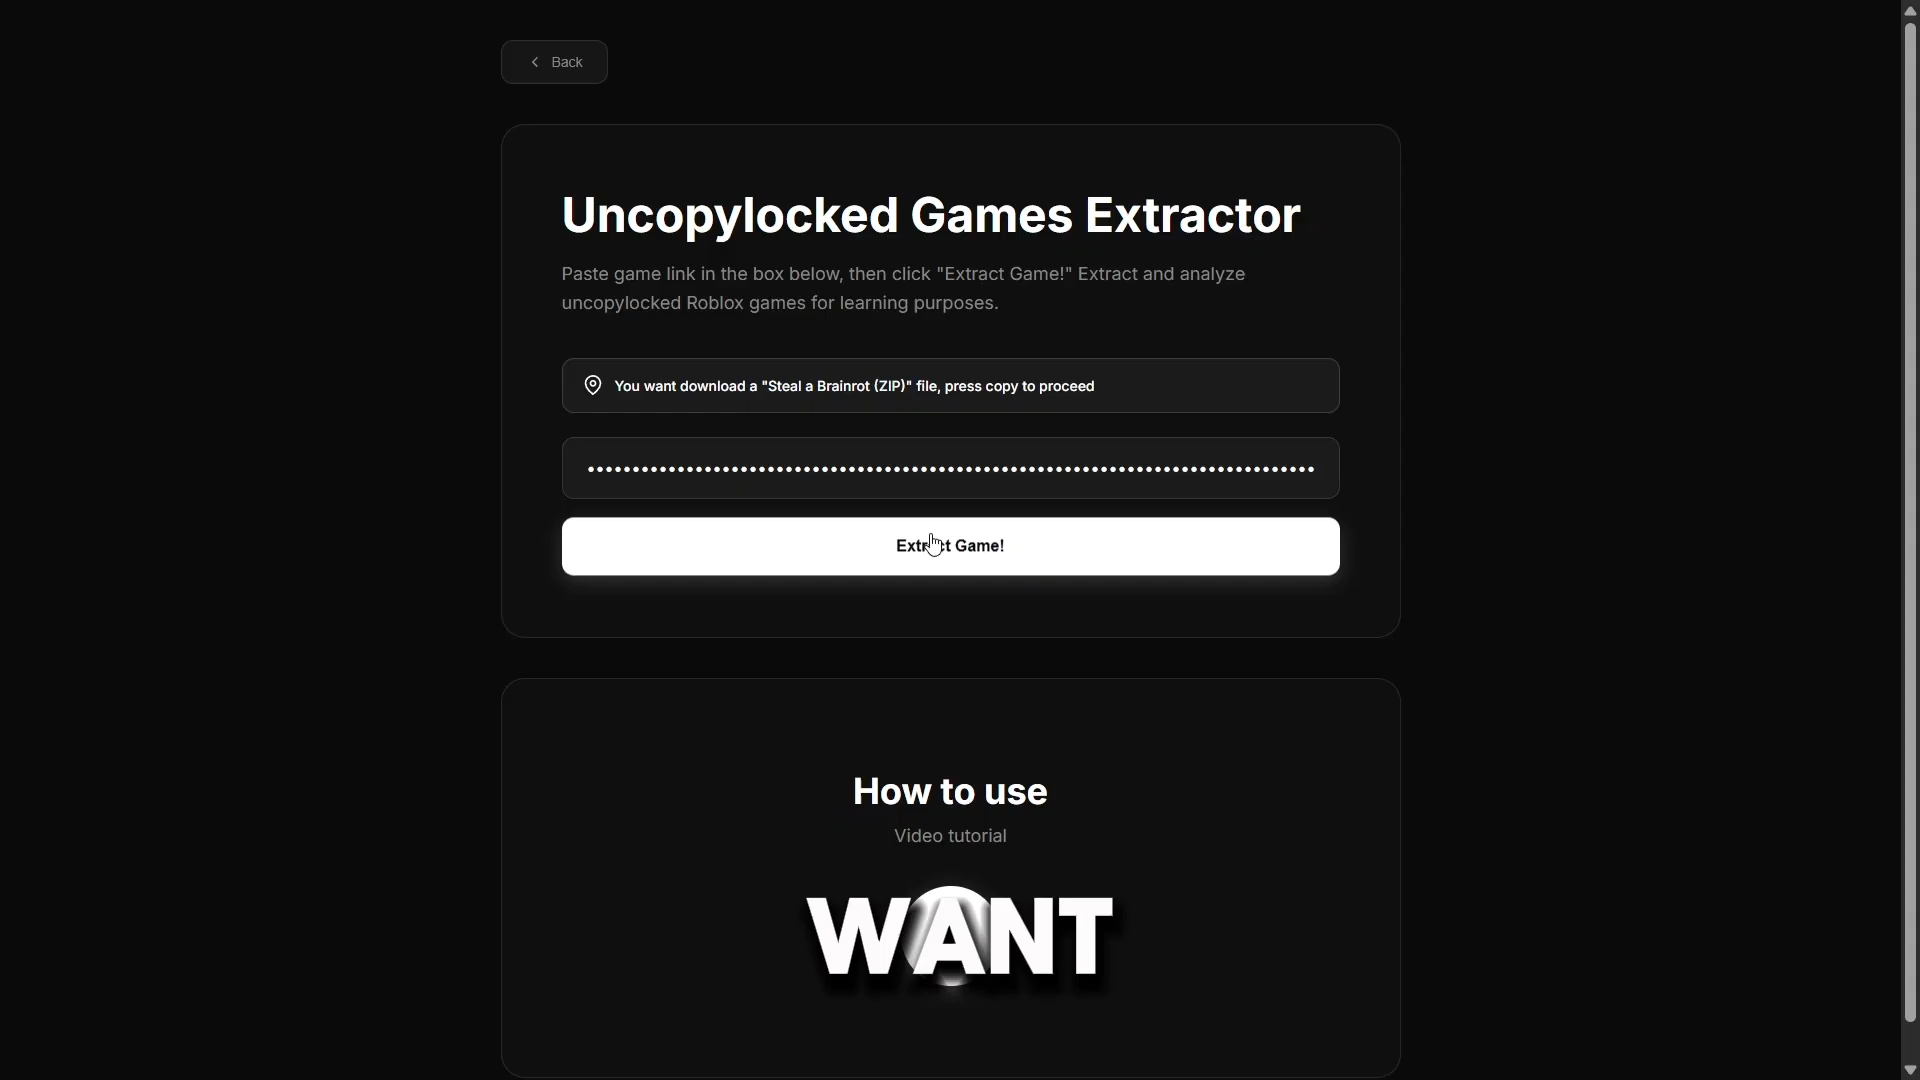 Back
Uncopylocked Games Extractor
Paste game link in the box below, then click "Extract Game!" Extract and analyze
uncopylocked Roblox games for learning purposes.
You want download a "Steal a Brainrot (ZIP)" file, press copy to proceed
Extract Game!
How to use
Video tutorial
WANT